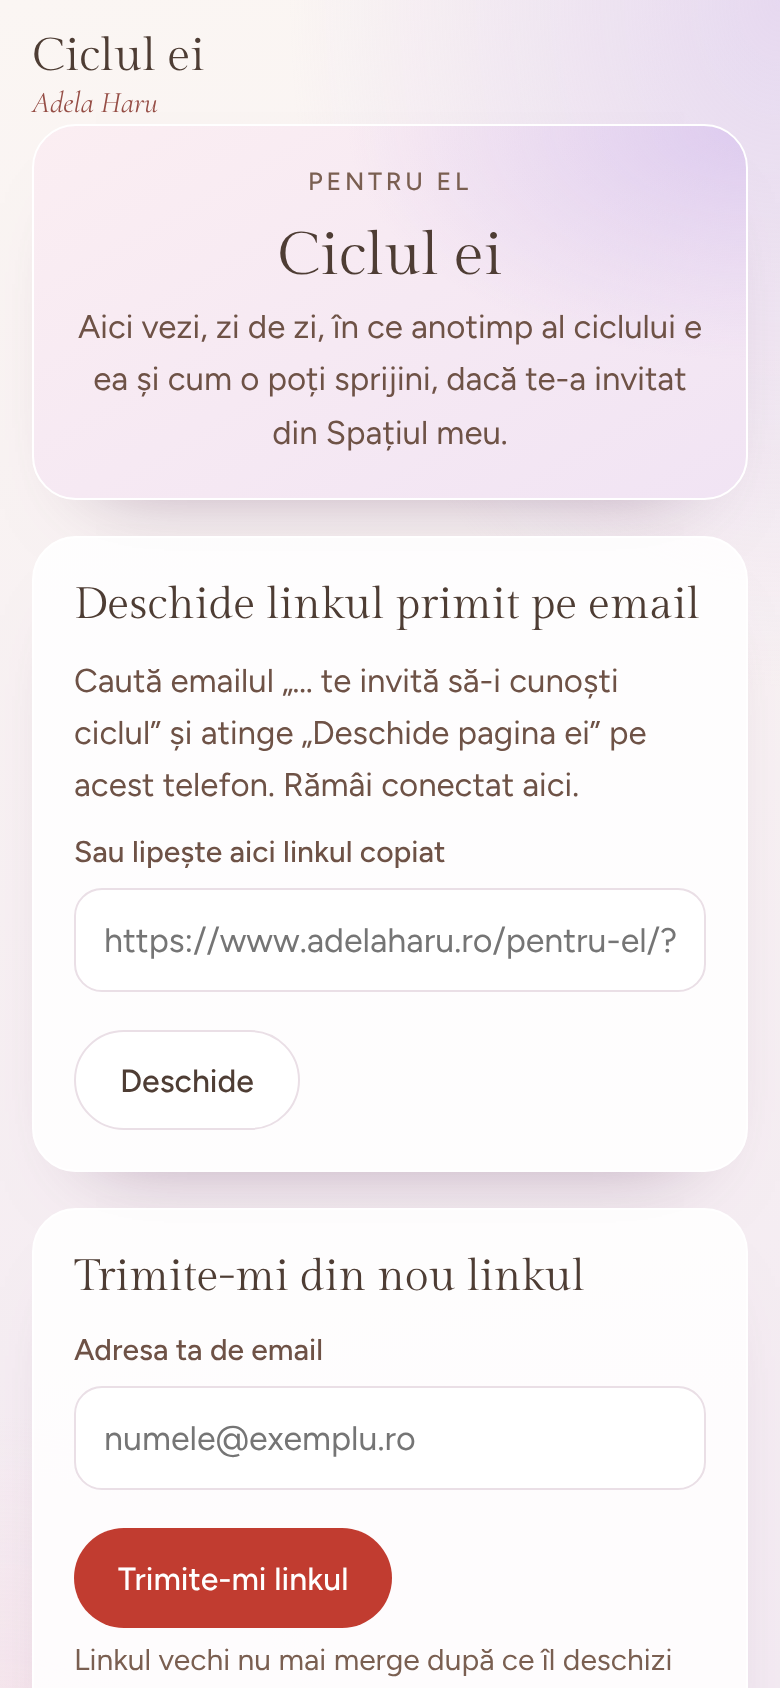 Ciclul ei
Adela Haru
PENTRU EL
Ciclul ei
Aici vezi, zi de zi, în ce anotimp al ciclului e
ea și cum o poți sprijini, dacă te-a invitat
din Spațiul meu.
Deschide linkul primit pe email
Caută emailul „… te invită să-i cunoști
ciclul” și atinge „Deschide pagina ei” pe
acest telefon. Rămâi conectat aici.
Sau lipește aici linkul copiat
https://www.adelaharu.ro/pentru-el/?
Deschide
Trimite-mi din nou linkul
Adresa ta de email
numele@exemplu.ro
Trimite-mi linkul
Linkul vechi nu mai merge după ce îl deschizi